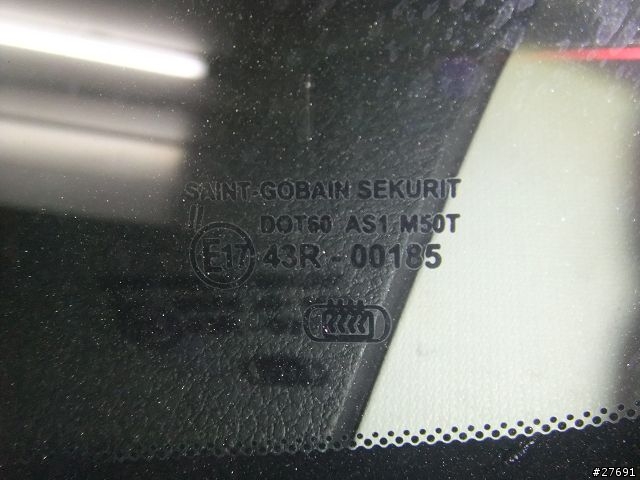 SAINT-GOBAIN SEKURIT
DOT60 AS1 M50T
E17 43R - 00185
#27691